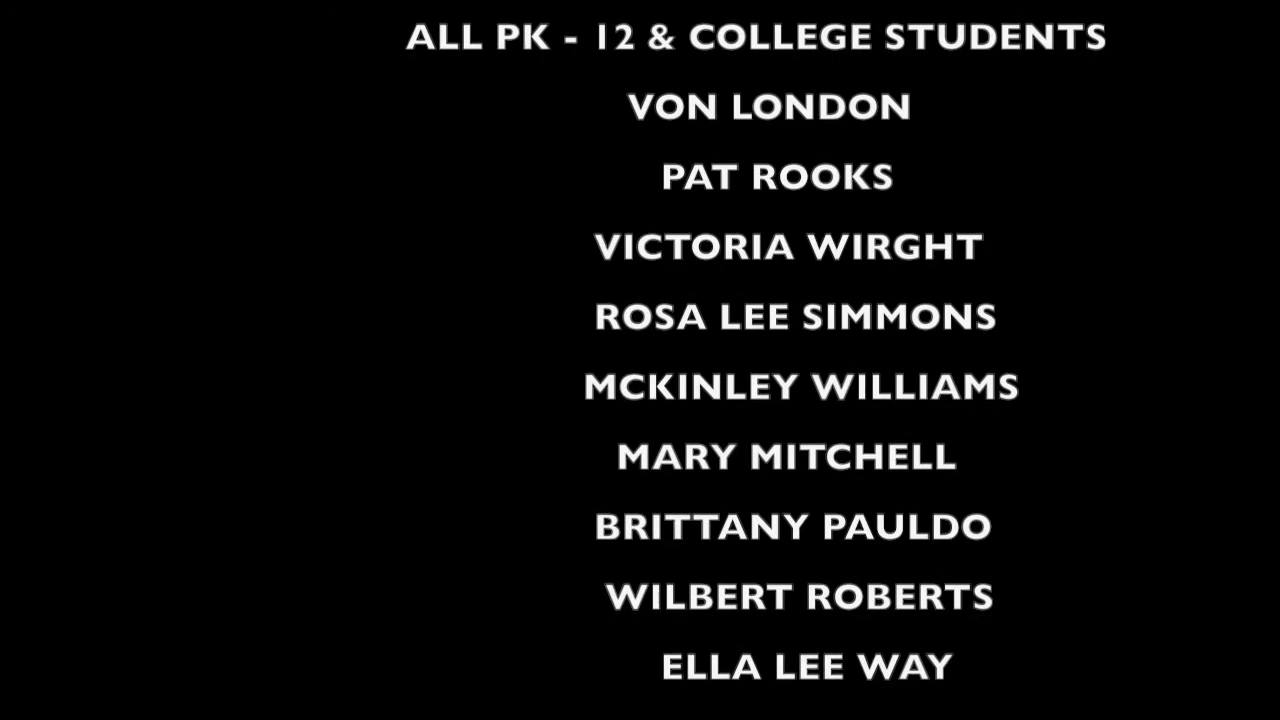 ALL PK - 12 & COLLEGE STUDENTS
VON LONDON
PAT ROOKS
VICTORIA WIRGHT
ROSA LEE SIMMONS
MCKINLEY WILLIAMS
MARY MITCHELL
BRITTANY PAULDO
WILBERT ROBERTS
ELLA LEE WAY